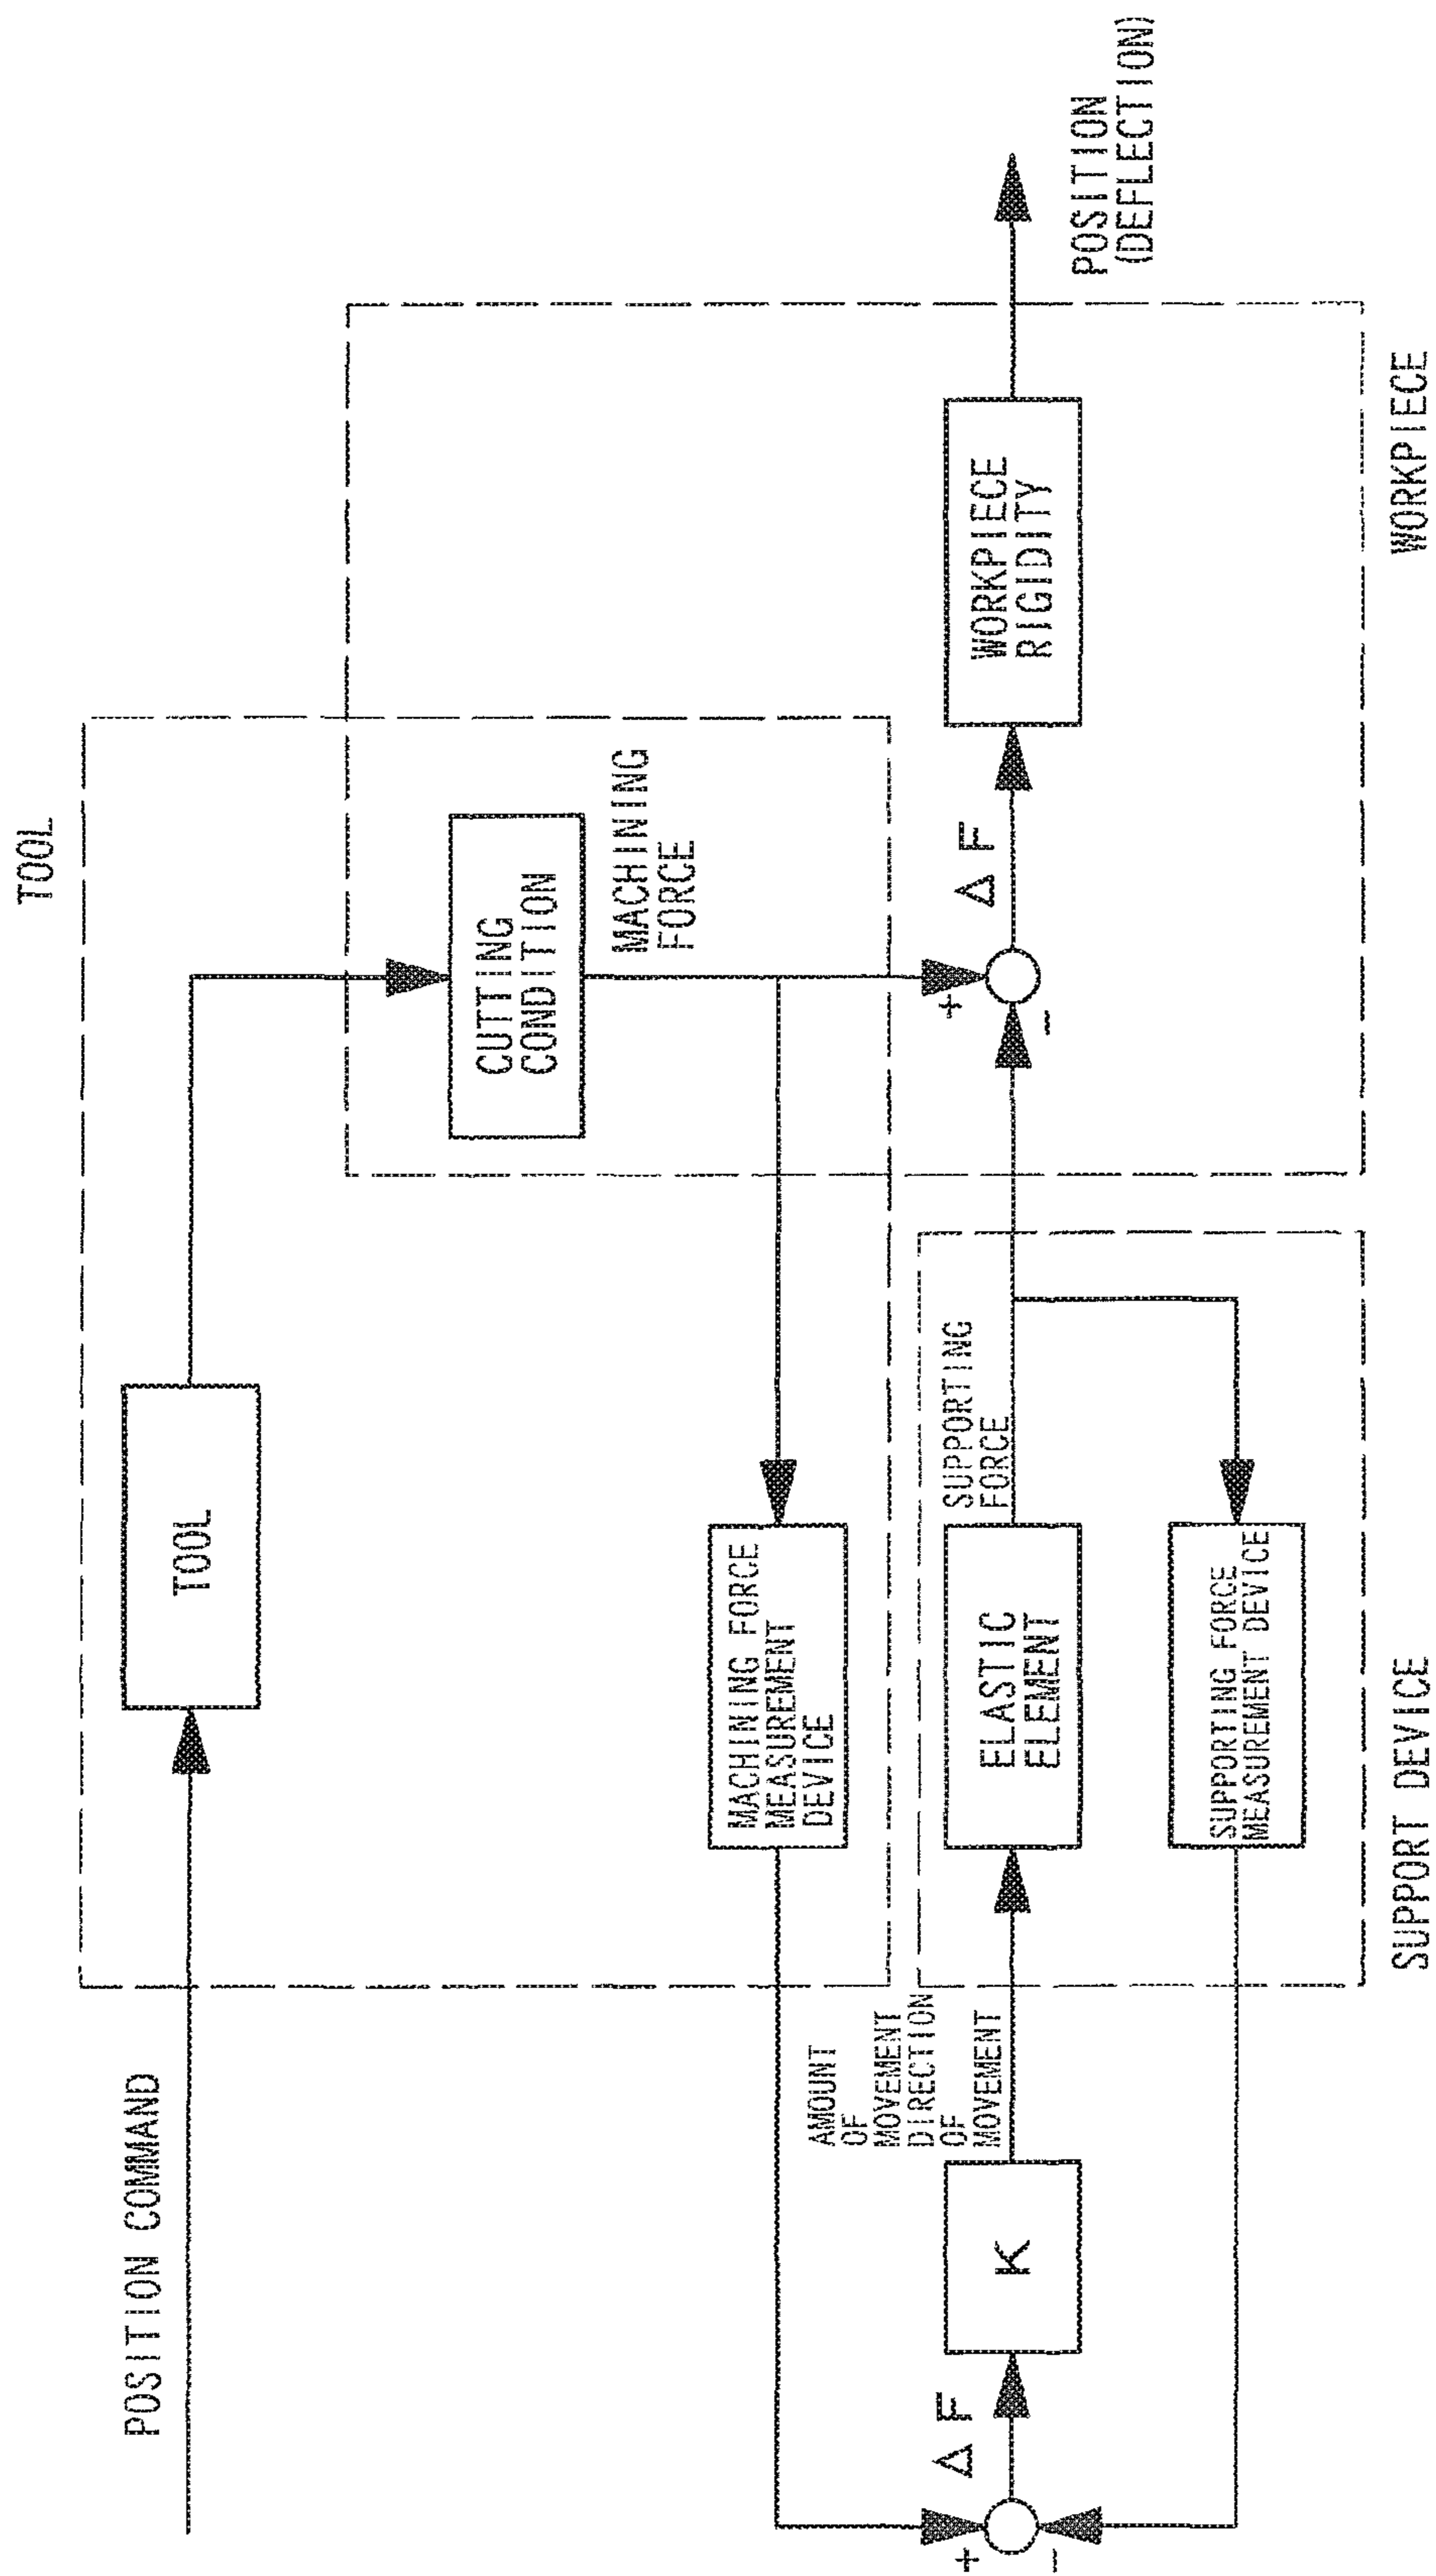 TOOL
POSITION COMMAND
TOOL
CUTTING
CONDITION
MACHINING
FORCE
MACHINING FORCE
MEASUREMENT
DEVICE
AMOUNT
OF
MOVEMENT
DIRECTION
OF
MOVEMENT
+
-
ΔF
K
ELASTIC
ELEMENT
SUPPORTING
FORCE
+
-
ΔF
WORKPIECE
RIGIDITY
POSITION
(DEFLECTION)
SUPPORTING FORCE
MEASUREMENT DEVICE
SUPPORT DEVICE
WORKPIECE